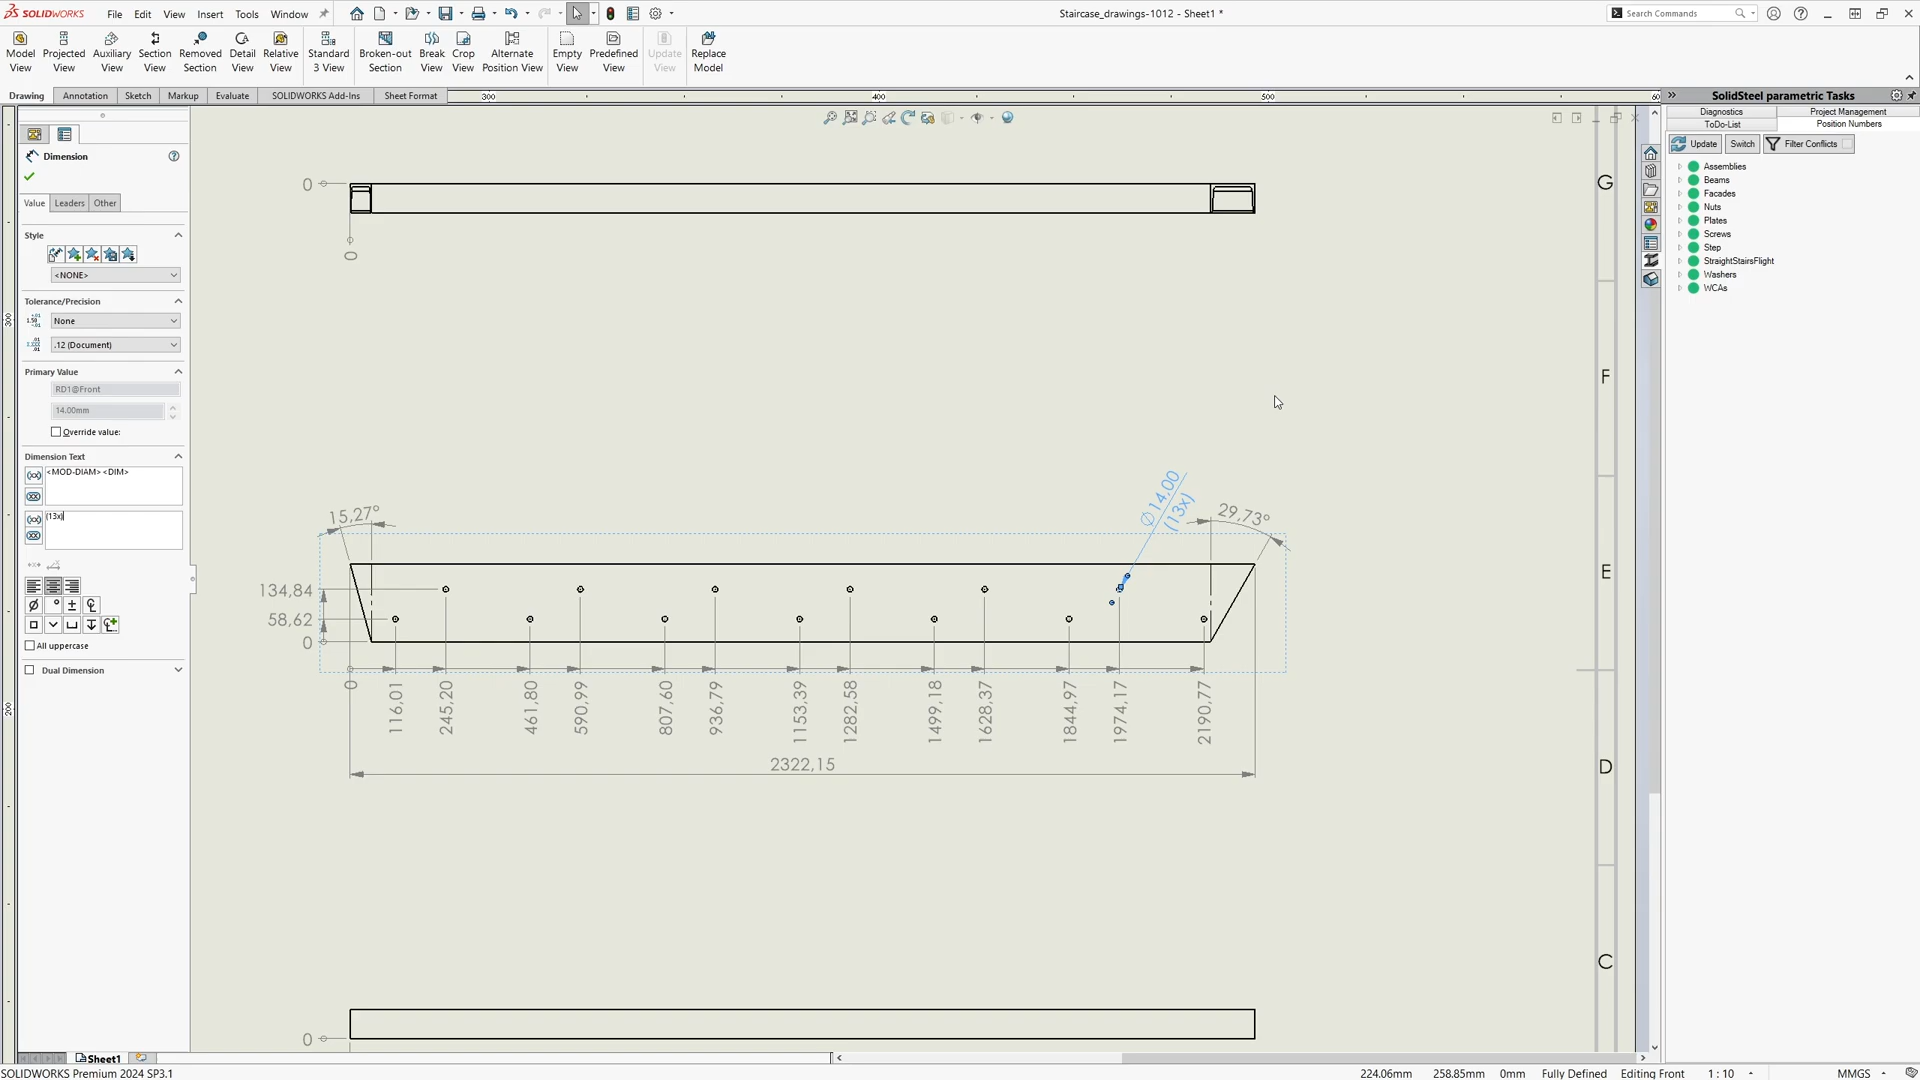 SOLIDWORKS
File Edit View Insert Tools Window
Staircase_drawings-1012 - Sheet1 *
Search Commands
Model View
Projected View
Auxiliary View
Section View
Removed Section
Detail View
Relative View
Standard 3 View
Broken-out Section
Break View
Crop View
Alternate Position View
Empty View
Predefined View
Update View
Replace Model
Drawing Annotation Sketch Markup Evaluate SOLIDWORKS Add-Ins Sheet Format
300 400 500 60
Dimension
Value Leaders Other
Style
<NONE>
Tolerance/Precision
None
.12 (Document)
Primary Value
RD1@Front
14.00mm
Override value:
Dimension Text
<MOD-DIAM><DIM>
(13x)
All uppercase
Dual Dimension
300
200
0
0
G
F
E
D
C
15,27°
Ø14,00
(13x)
29,73°
134,84
58,62
0
0 116,01 245,20 461,80 590,99 807,60 936,79 1153,39 1282,58 1499,18 1628,37 1844,97 1974,17 2190,77
2322,15
0
SolidSteel parametric Tasks
Diagnostics Project Management
ToDo-List Position Numbers
Update Switch Filter Conflicts
Assemblies
Beams
Facades
Nuts
Plates
Screws
Step
StraightStairsFlight
Washers
WCAs
Sheet1
SOLIDWORKS Premium 2024 SP3.1
224.06mm 258.85mm 0mm Fully Defined Editing Front 1 : 10 MMGS